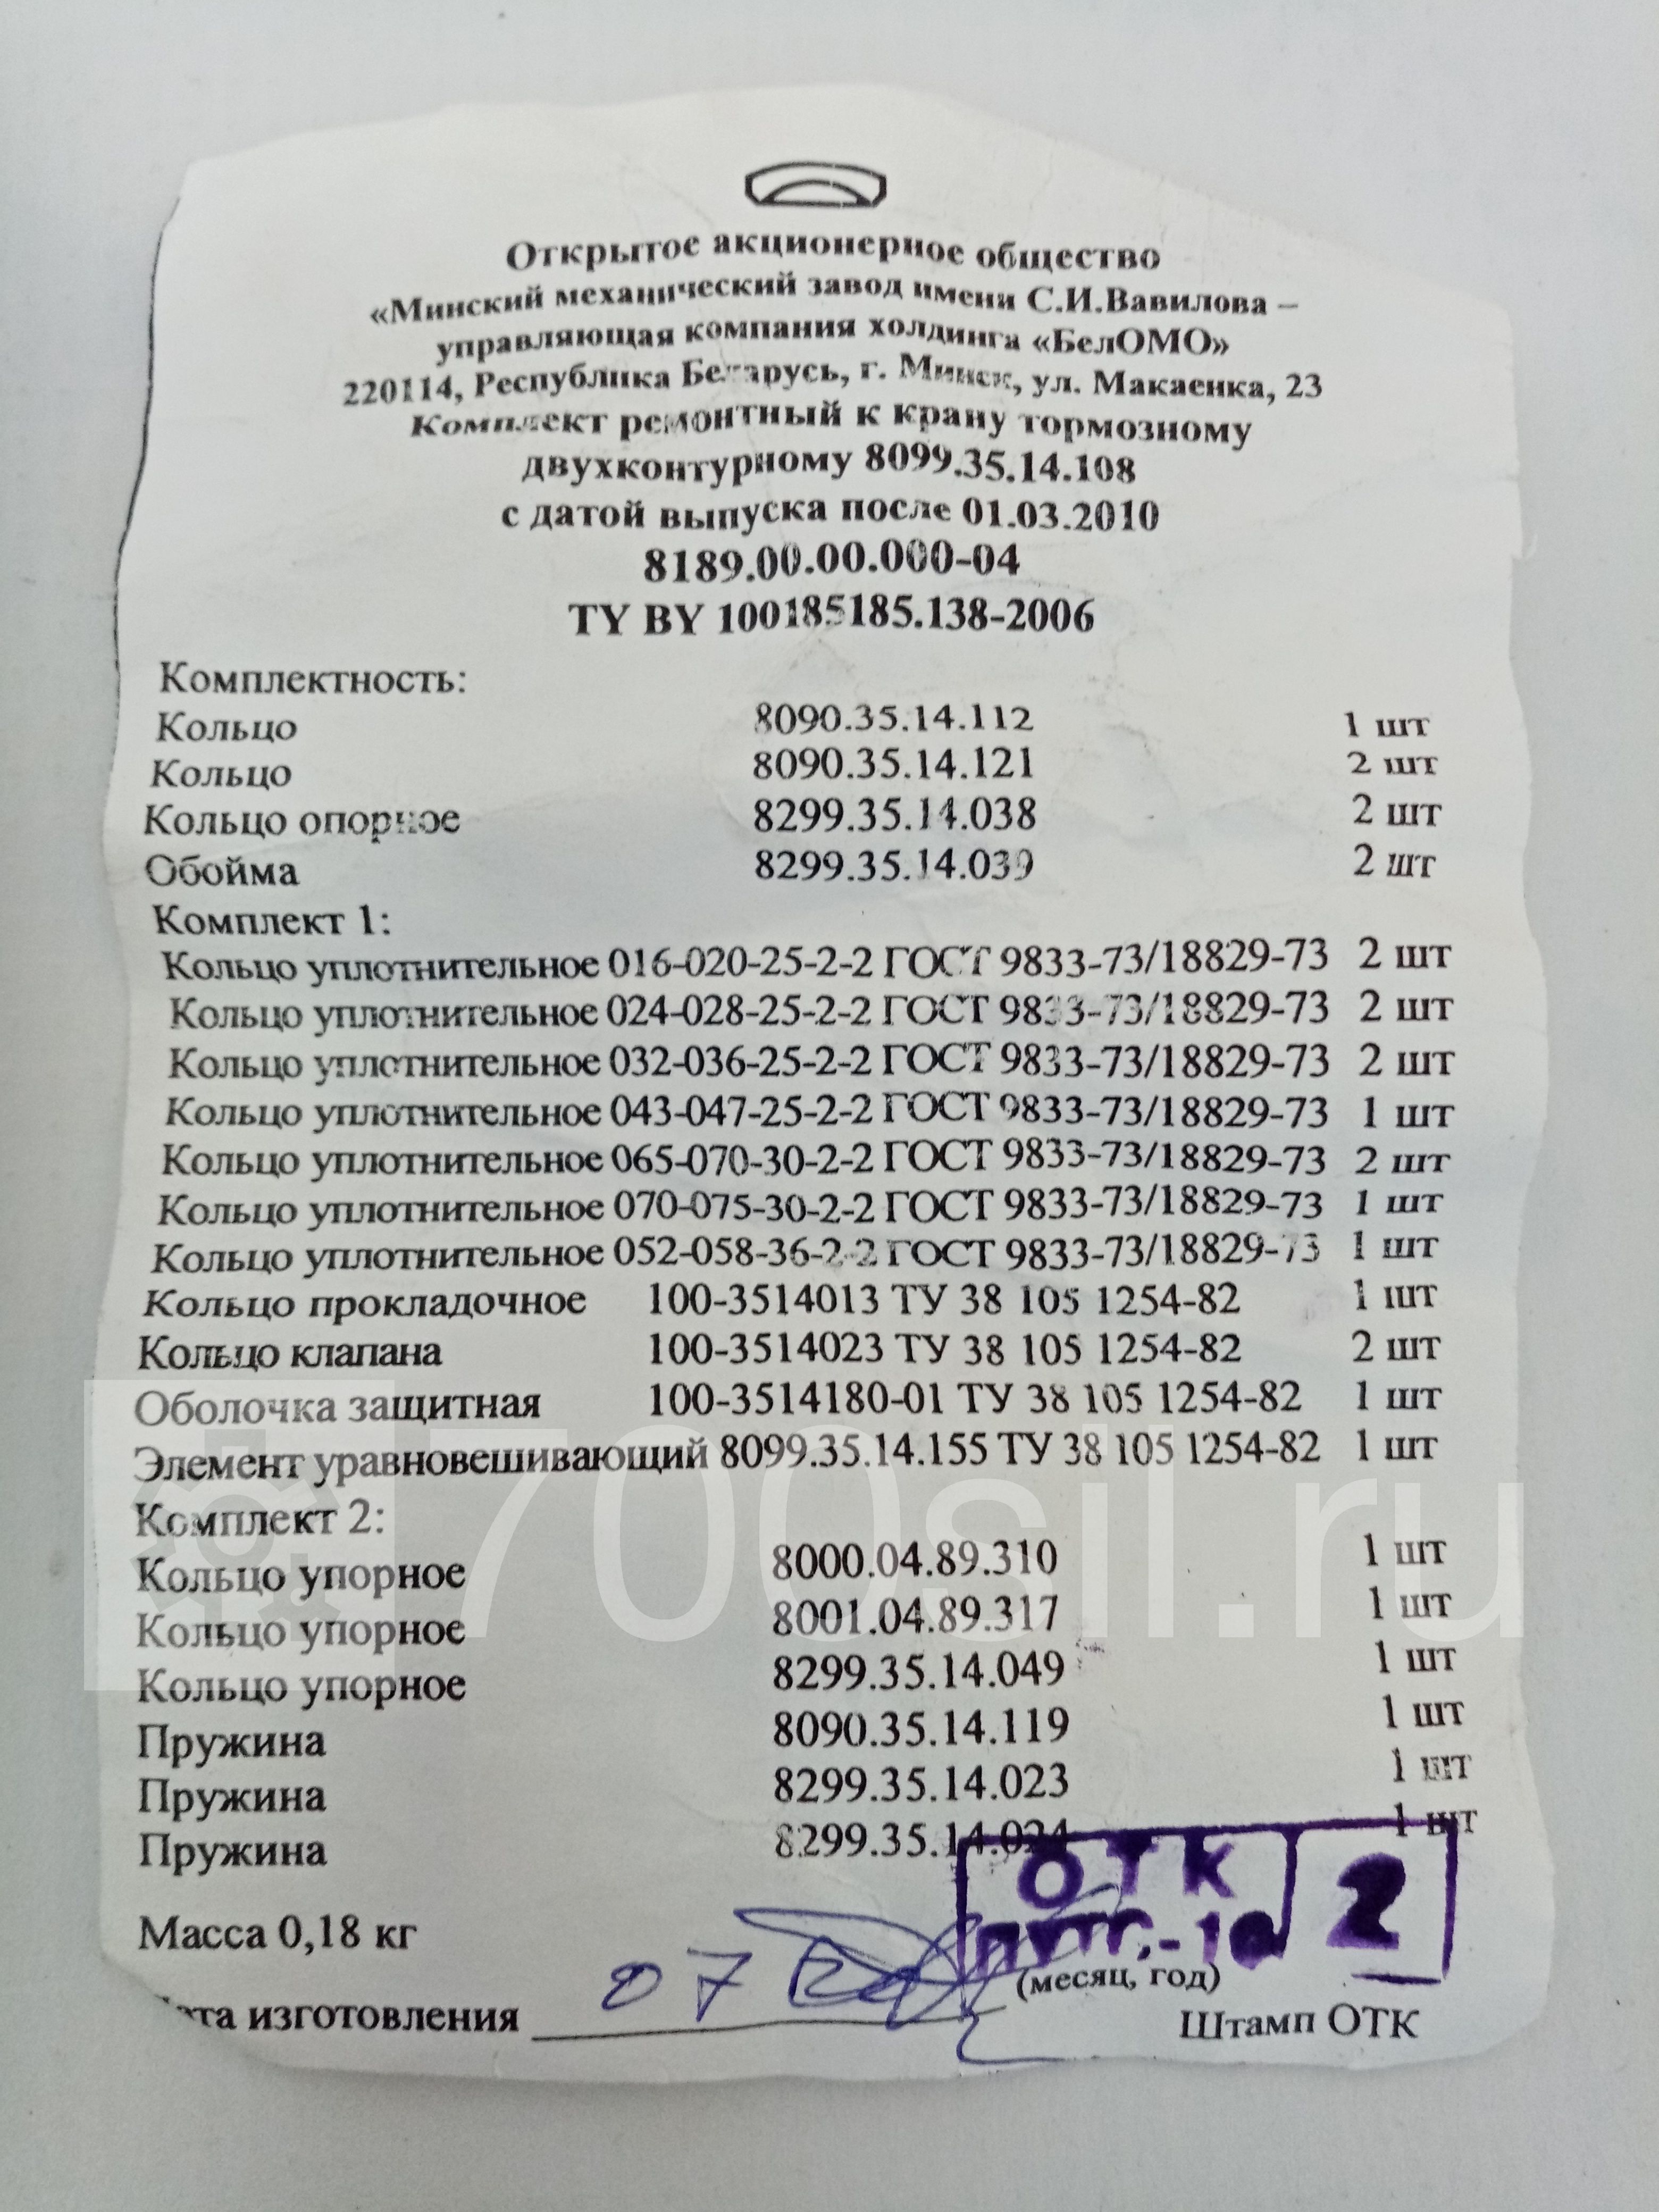 Открытое акционерное общество
«Минский механический завод имени С.И.Вавилова –
управляющая компания холдинга «БелОМО»
220114, Республика Беларусь, г. Минск, ул. Макаенка, 23
Комплект ремонтный к крану тормозному
двухконтурному 8099.35.14.108
с датой выпуска после 01.03.2010
8189.00.00.000-04
ТУ BY 100185185.138-2006
Комплектность:
Кольцо 8090.35.14.112 1 шт
Кольцо 8090.35.14.121 2 шт
Кольцо опорное 8299.35.14.038 2 шт
Обойма 8299.35.14.039 2 шт
Комплект 1:
Кольцо уплотнительное 016-020-25-2-2 ГОСТ 9833-73/18829-73 2 шт
Кольцо уплотнительное 024-028-25-2-2 ГОСТ 9833-73/18829-73 2 шт
Кольцо уплотнительное 032-036-25-2-2 ГОСТ 9833-73/18829-73 2 шт
Кольцо уплотнительное 043-047-25-2-2 ГОСТ 9833-73/18829-73 1 шт
Кольцо уплотнительное 065-070-30-2-2 ГОСТ 9833-73/18829-73 2 шт
Кольцо уплотнительное 070-075-30-2-2 ГОСТ 9833-73/18829-73 1 шт
Кольцо уплотнительное 052-058-36-2-2 ГОСТ 9833-73/18829-73 1 шт
Кольцо прокладочное 100-3514013 ТУ 38 105 1254-82 1 шт
Кольцо клапана 100-3514023 ТУ 38 105 1254-82 2 шт
Оболочка защитная 100-3514180-01 ТУ 38 105 1254-82 1 шт
Элемент уравновешивающий 8099.35.14.155 ТУ 38 105 1254-82 1 шт
700sil.ru
Комплект 2:
Кольцо упорное 8000.04.89.310 1 шт
Кольцо упорное 8001.04.89.317 1 шт
Кольцо упорное 8299.35.14.049 1 шт
Пружина 8090.35.14.119 1 шт
Пружина 8299.35.14.023 1 шт
Пружина 8299.35.14.024 1 шт
ОТК 2
Масса 0,18 кг
07
(месяц, год)
Дата изготовления
Штамп ОТК